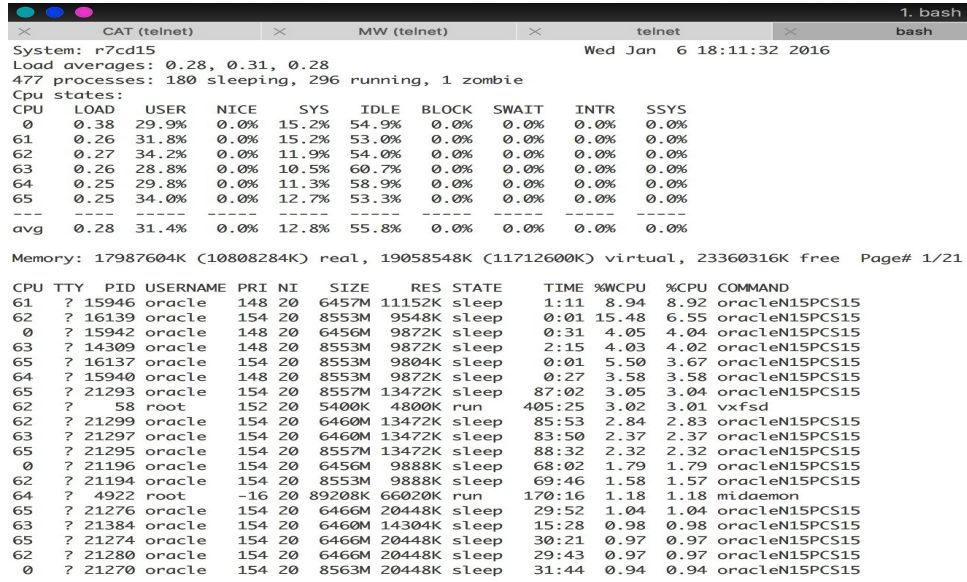 1. bash
CAT (telnet) MW (telnet) telnet bash
System: r7cd15 Wed Jan 6 18:11:32 2016
Load averages: 0.28, 0.31, 0.28
477 processes: 180 sleeping, 296 running, 1 zombie
Cpu states:
CPU LOAD USER NICE SYS IDLE BLOCK SWAIT INTR SSYS
0 0.38 29.9% 0.0% 15.2% 54.9% 0.0% 0.0% 0.0% 0.0%
61 0.26 31.8% 0.0% 15.2% 53.0% 0.0% 0.0% 0.0% 0.0%
62 0.27 34.2% 0.0% 11.9% 54.0% 0.0% 0.0% 0.0% 0.0%
63 0.26 28.8% 0.0% 10.5% 60.7% 0.0% 0.0% 0.0% 0.0%
64 0.25 29.8% 0.0% 11.3% 58.9% 0.0% 0.0% 0.0% 0.0%
65 0.25 34.0% 0.0% 12.7% 53.3% 0.0% 0.0% 0.0% 0.0%
--- ---- ----- ----- ----- ----- ----- ----- ----- -----
avg 0.28 31.4% 0.0% 12.8% 55.8% 0.0% 0.0% 0.0% 0.0%
Memory: 17987604K (10808284K) real, 19058548K (11712600K) virtual, 23360316K free Page# 1/21
CPU TTY PID USERNAME PRI NI SIZE RES STATE TIME %WCPU %CPU COMMAND
61 ? 15946 oracle 148 20 6457M 11152K sleep 1:11 8.94 8.92 oracleN15PCS15
62 ? 16139 oracle 154 20 8553M 9548K sleep 0:01 15.48 6.55 oracleN15PCS15
0 ? 15942 oracle 148 20 6456M 9872K sleep 0:31 4.05 4.04 oracleN15PCS15
63 ? 14309 oracle 148 20 8553M 9872K sleep 2:15 4.03 4.02 oracleN15PCS15
65 ? 16137 oracle 154 20 8553M 9804K sleep 0:01 5.50 3.67 oracleN15PCS15
64 ? 15940 oracle 148 20 8553M 9872K sleep 0:27 3.58 3.58 oracleN15PCS15
65 ? 21293 oracle 154 20 8557M 13472K sleep 87:02 3.05 3.04 oracleN15PCS15
62 ? 58 root 152 20 5400K 4800K run 405:25 3.02 3.01 vxfsd
62 ? 21299 oracle 154 20 6460M 13472K sleep 85:53 2.84 2.83 oracleN15PCS15
63 ? 21297 oracle 154 20 6460M 13472K sleep 83:50 2.37 2.37 oracleN15PCS15
65 ? 21295 oracle 154 20 8557M 13472K sleep 88:32 2.32 2.32 oracleN15PCS15
0 ? 21196 oracle 154 20 6456M 9888K sleep 68:02 1.79 1.79 oracleN15PCS15
62 ? 21194 oracle 154 20 8553M 9888K sleep 69:46 1.58 1.57 oracleN15PCS15
64 ? 4922 root -16 20 89208K 66020K run 170:16 1.18 1.18 midaemon
65 ? 21276 oracle 154 20 6466M 20448K sleep 29:52 1.04 1.04 oracleN15PCS15
63 ? 21384 oracle 154 20 6460M 14304K sleep 15:28 0.98 0.98 oracleN15PCS15
65 ? 21274 oracle 154 20 6466M 20448K sleep 30:21 0.97 0.97 oracleN15PCS15
62 ? 21280 oracle 154 20 6466M 20448K sleep 29:43 0.97 0.97 oracleN15PCS15
0 ? 21270 oracle 154 20 8563M 20448K sleep 31:44 0.94 0.94 oracleN15PCS15